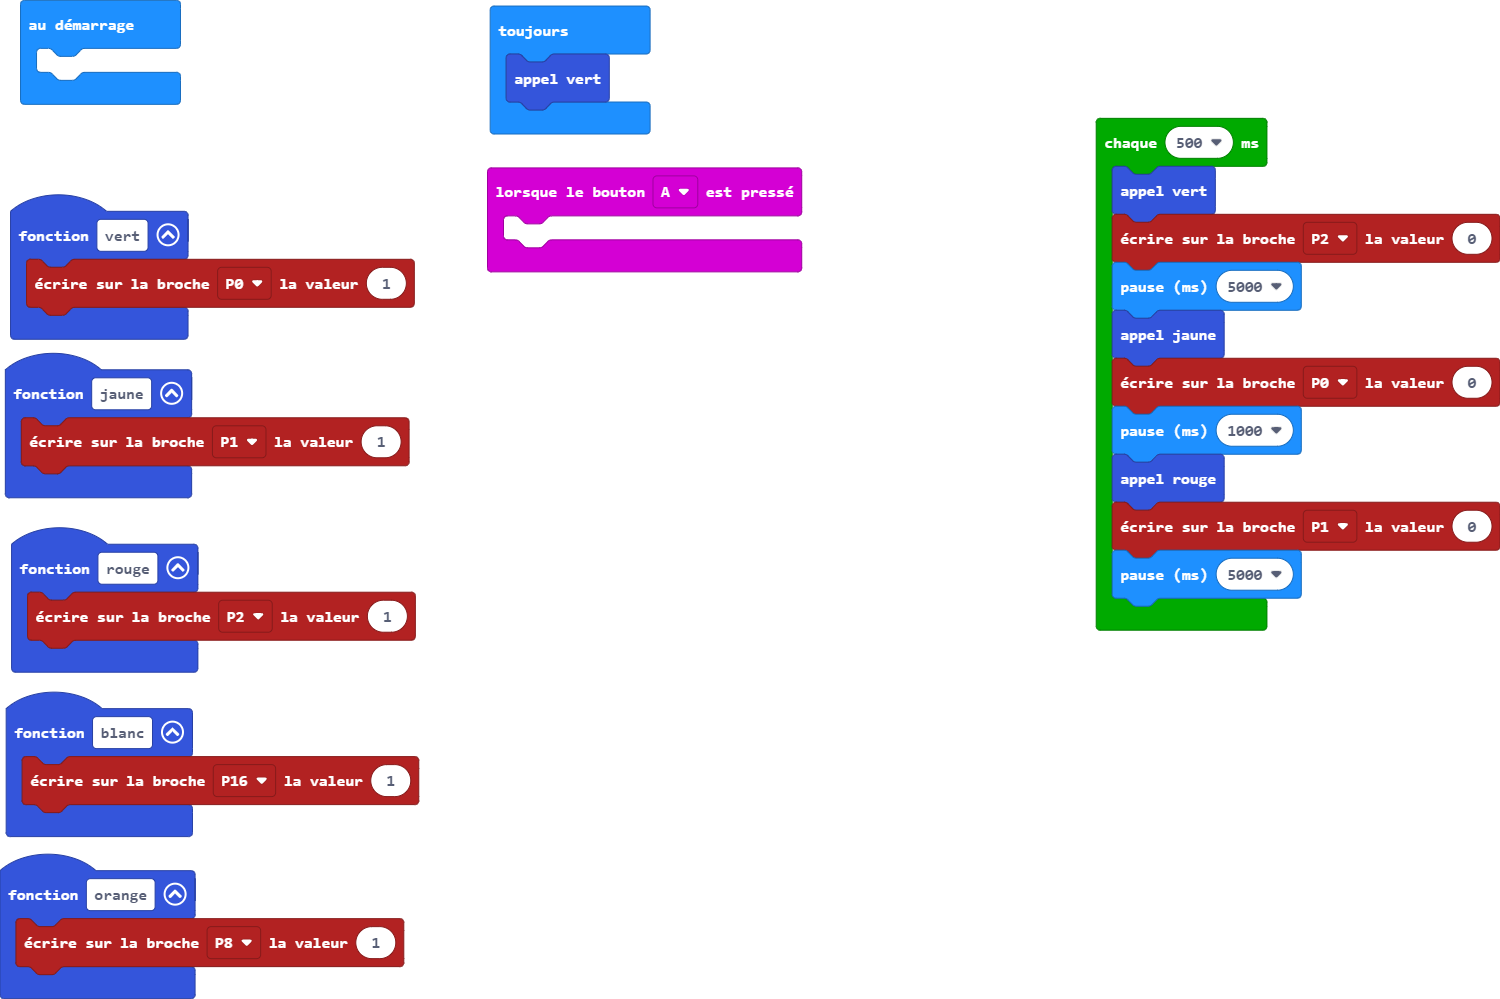 au démarrage
toujours
appel vert
lorsque le bouton A est pressé
fonction vert
écrire sur la broche P0 la valeur 1
fonction jaune
écrire sur la broche P1 la valeur 1
fonction rouge
écrire sur la broche P2 la valeur 1
fonction blanc
écrire sur la broche P16 la valeur 1
fonction orange
écrire sur la broche P8 la valeur 1
chaque 500 ms
appel vert
écrire sur la broche P2 la valeur 0
pause (ms) 5000
appel jaune
écrire sur la broche P0 la valeur 0
pause (ms) 1000
appel rouge
écrire sur la broche P1 la valeur 0
pause (ms) 5000